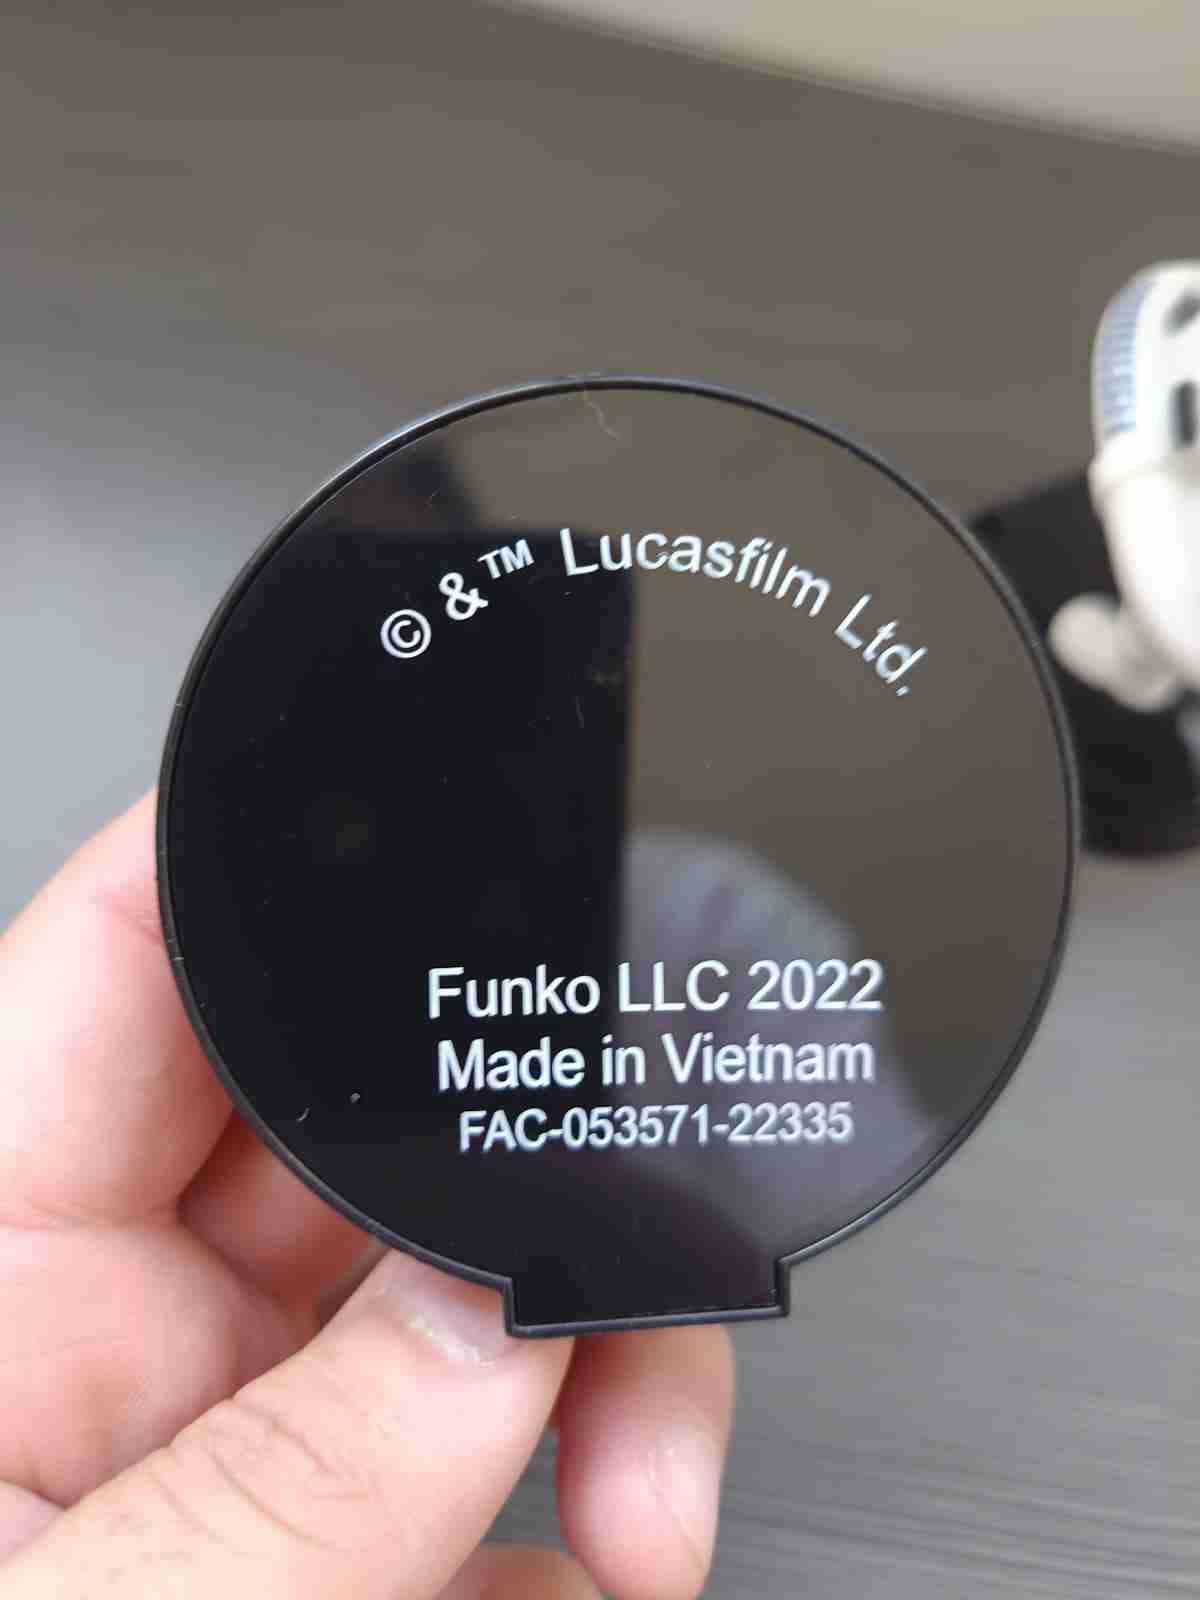 © & ™ Lucasfilm Ltd.
Funko LLC 2022
Made in Vietnam
FAC-053571-22335